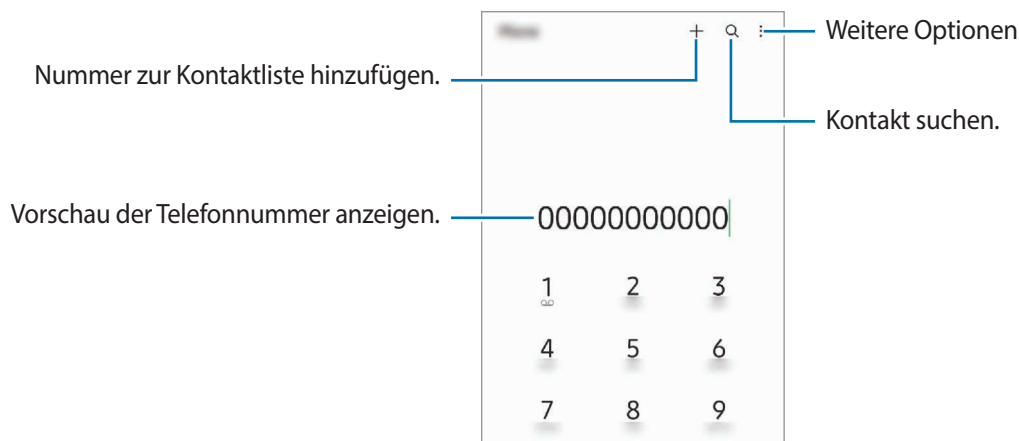 Weitere Optionen
Nummer zur Kontaktliste hinzufügen.
Kontakt suchen.
Vorschau der Telefonnummer anzeigen.
00000000000
1 2 3
4 5 6
7 8 9